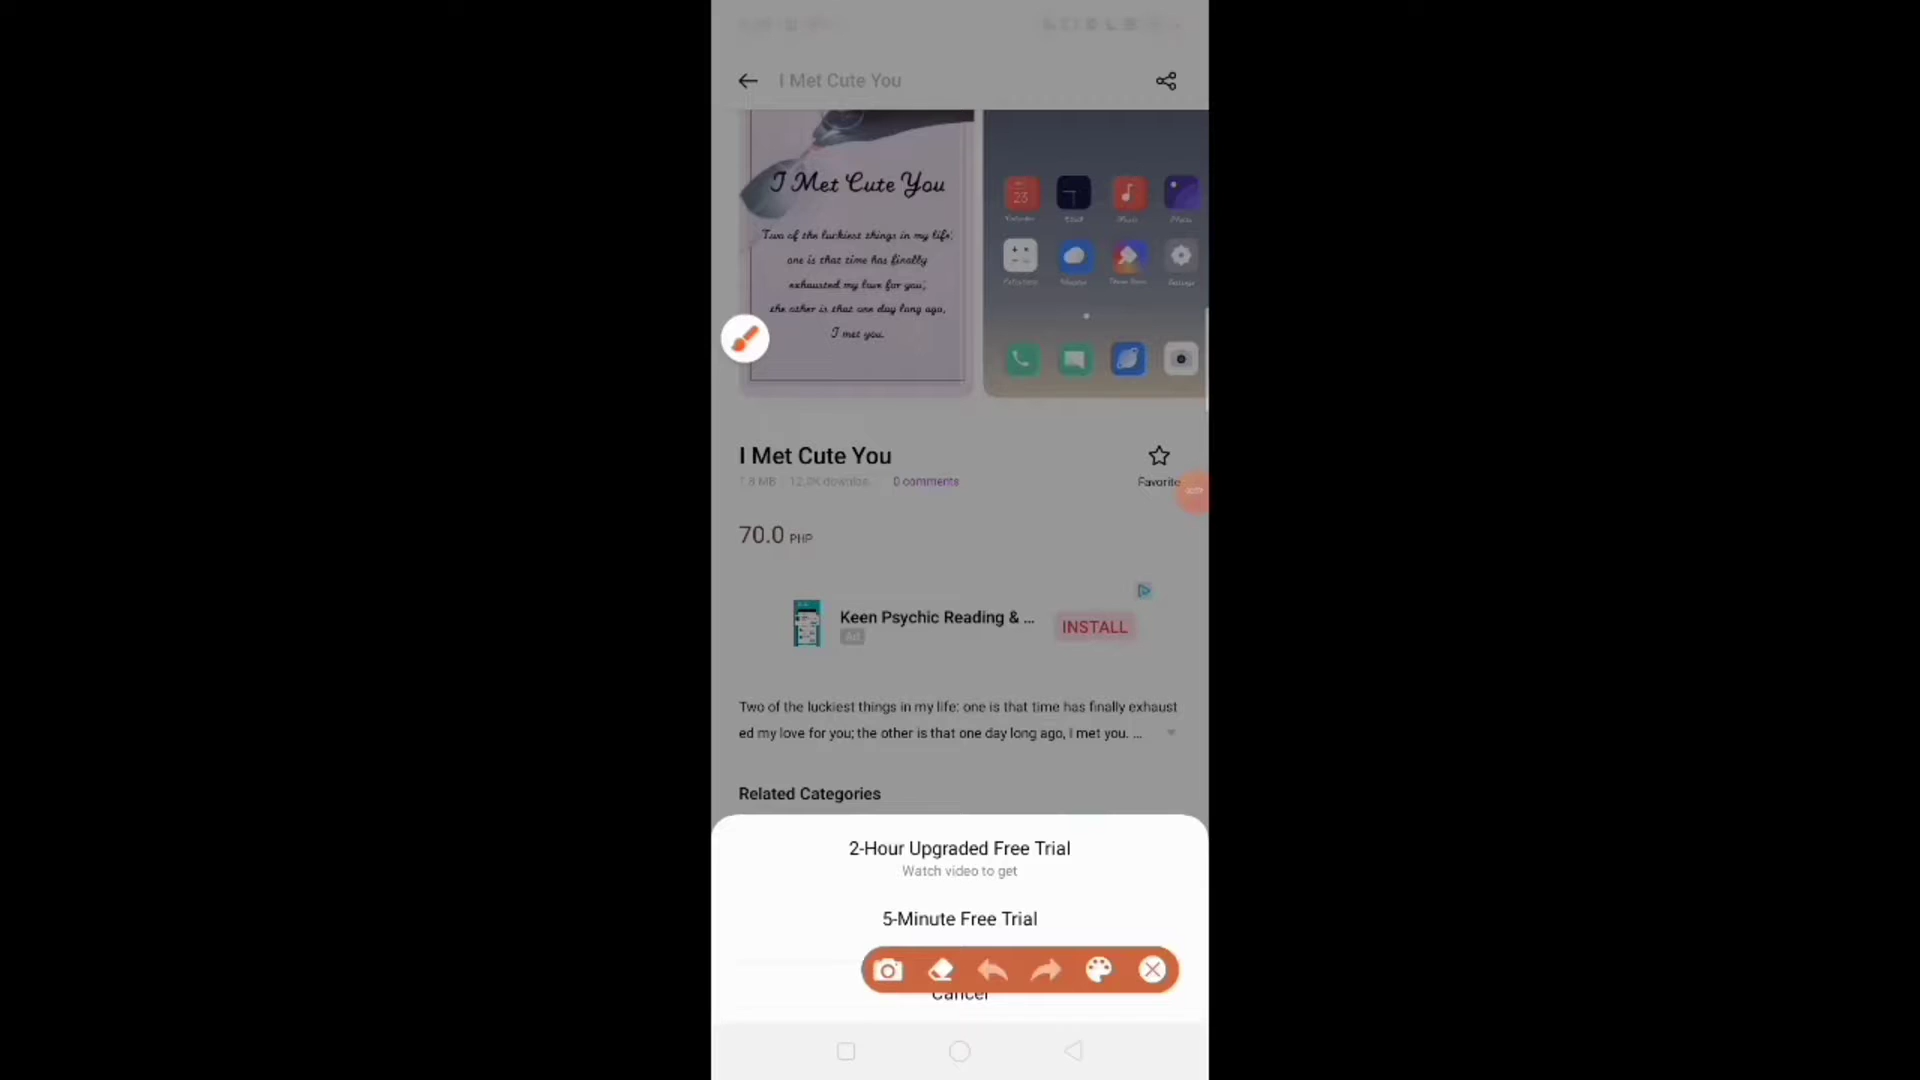 I Met Cute You
I Met Cute You
Two of the luckiest things in my life;
one is that time has finally
exhausted my love for you;
the other is that one day long ago,
I met you.
23
I Met Cute You
0 comments
Favorite
70.0 PHP
Keen Psychic Reading & ...
Ad
INSTALL
Two of the luckiest things in my life: one is that time has finally exhaust
ed my love for you; the other is that one day long ago, I met you. ...
Related Categories
2-Hour Upgraded Free Trial
Watch video to get
5-Minute Free Trial
Cancel